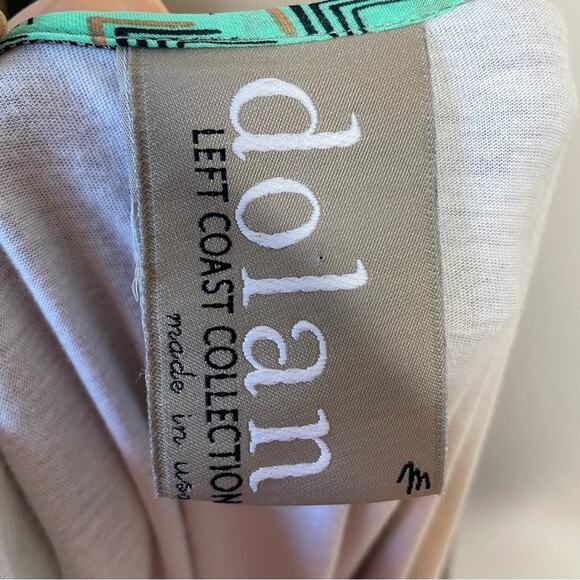 dolan
LEFT COAST COLLECTION
made in usa
m